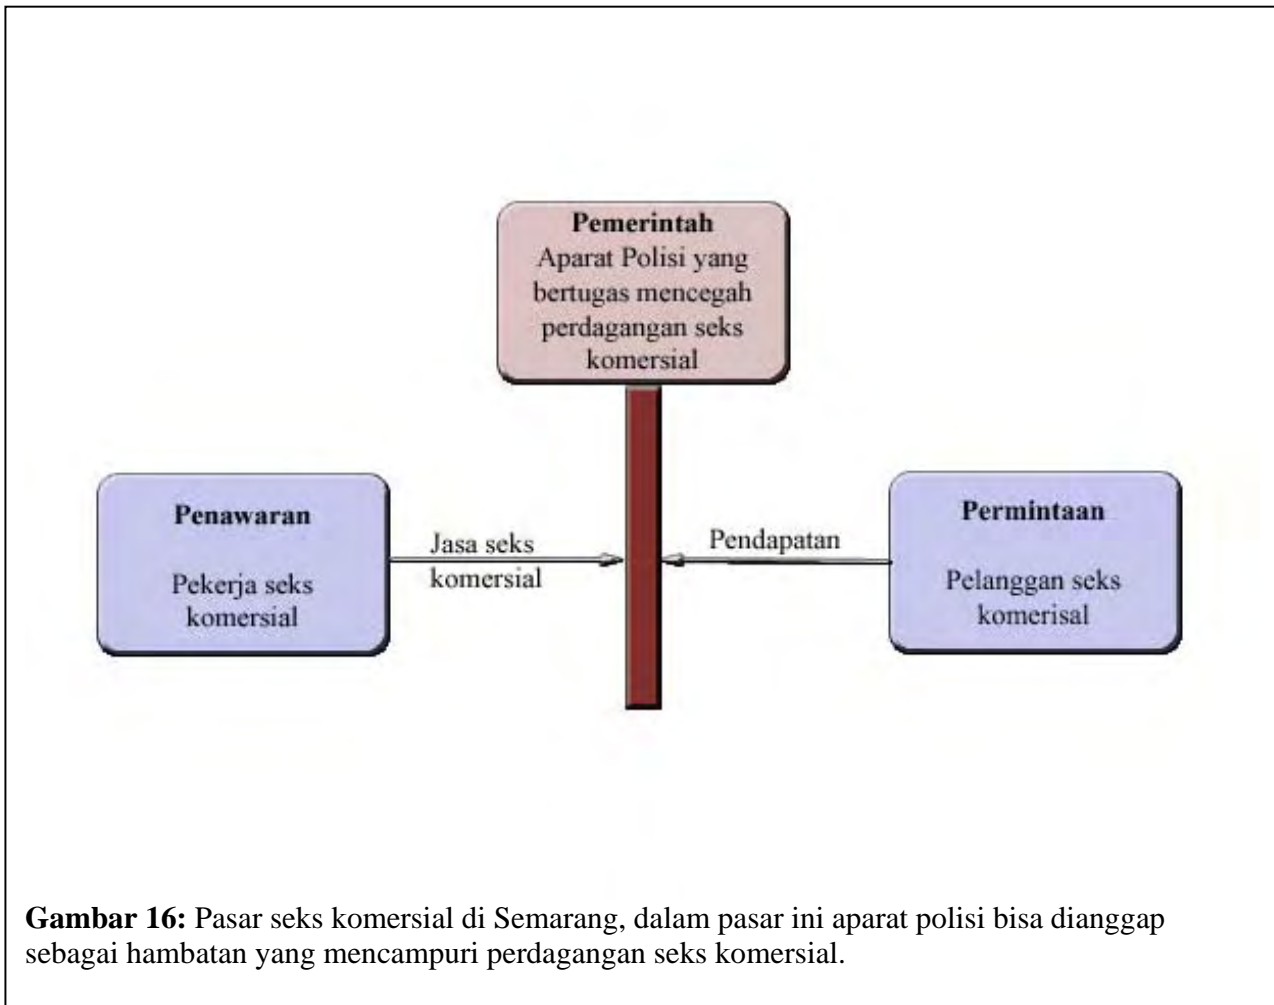 Pemerintah
Aparat Polisi yang
bertugas mencegah
perdagangan seks
komersial
Penawaran
Pekerja seks
komersial
Jasa seks
komersial
Pendapatan
Permintaan
Pelanggan seks
komerisal
Gambar 16: Pasar seks komersial di Semarang, dalam pasar ini aparat polisi bisa dianggap
sebagai hambatan yang mencampuri perdagangan seks komersial.